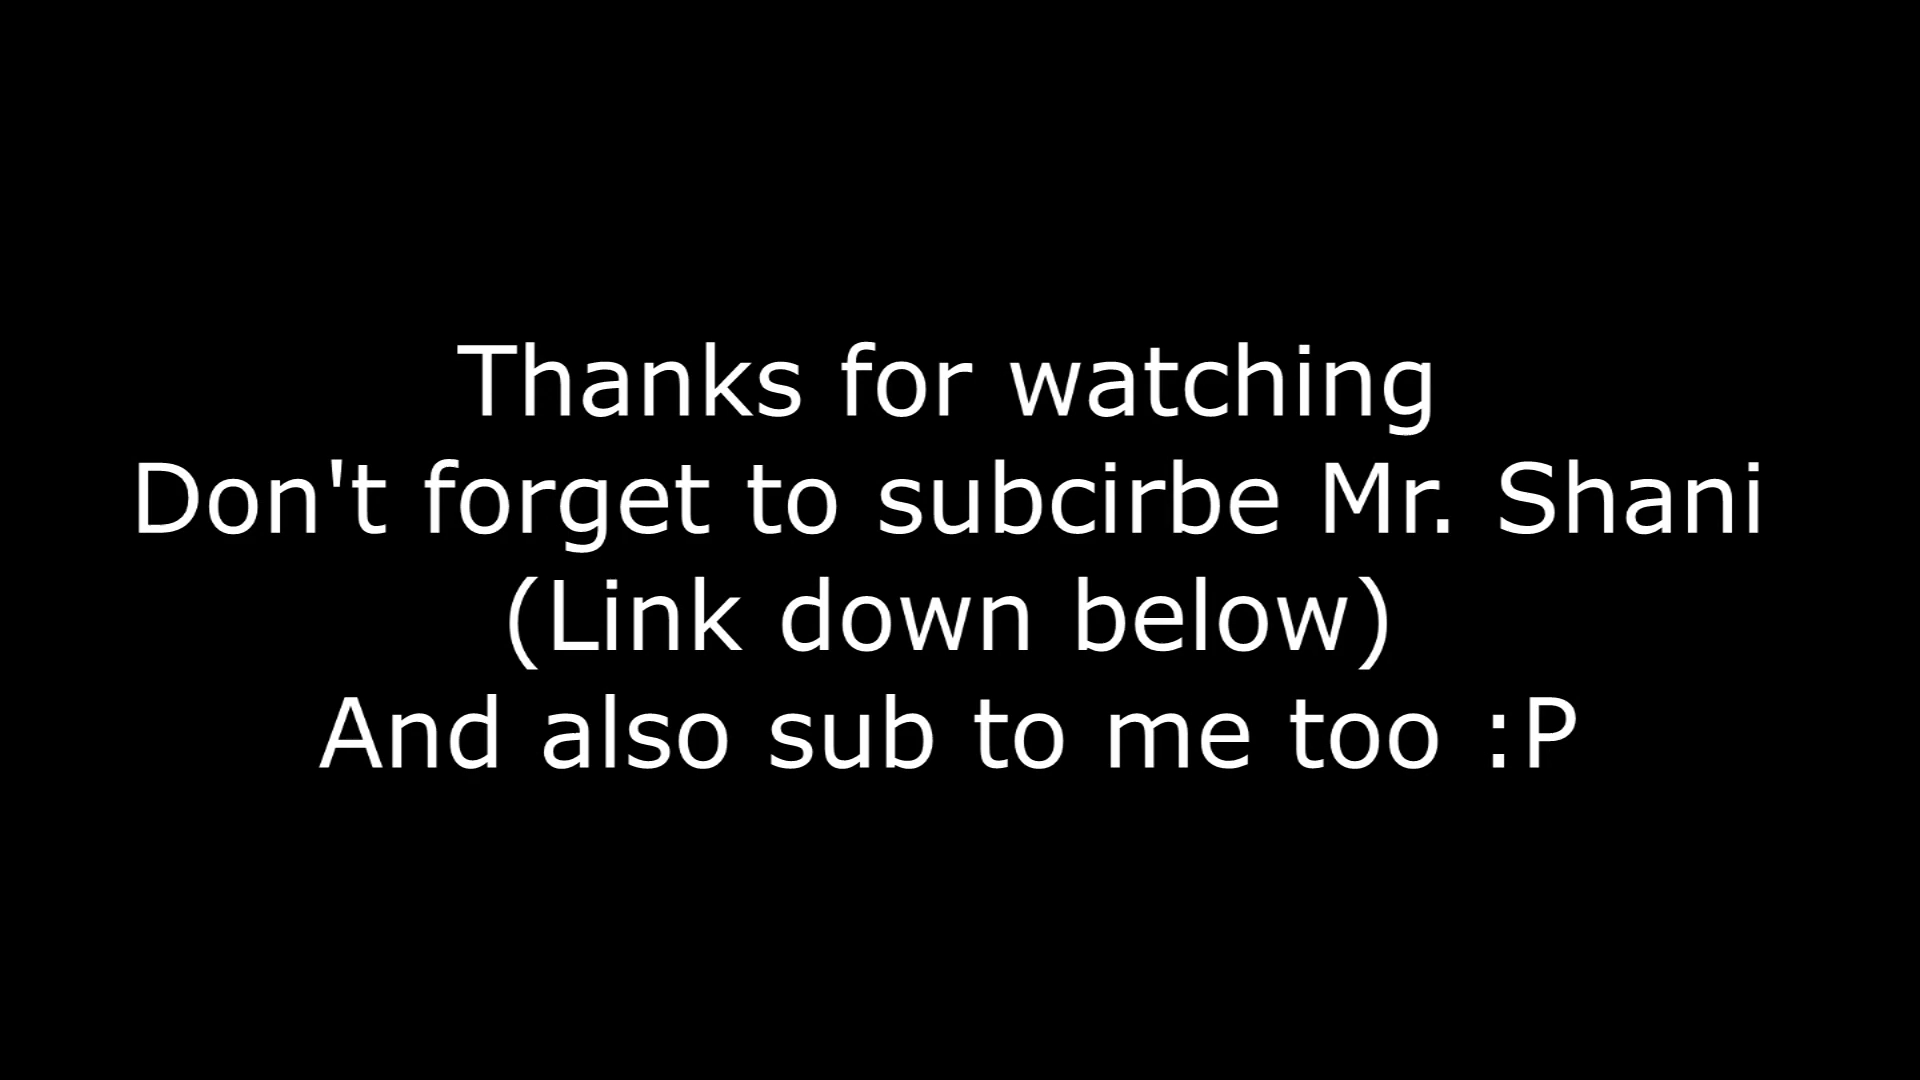 Thanks for watching
Don't forget to subcirbe Mr. Shani
(Link down below)
And also sub to me too :P